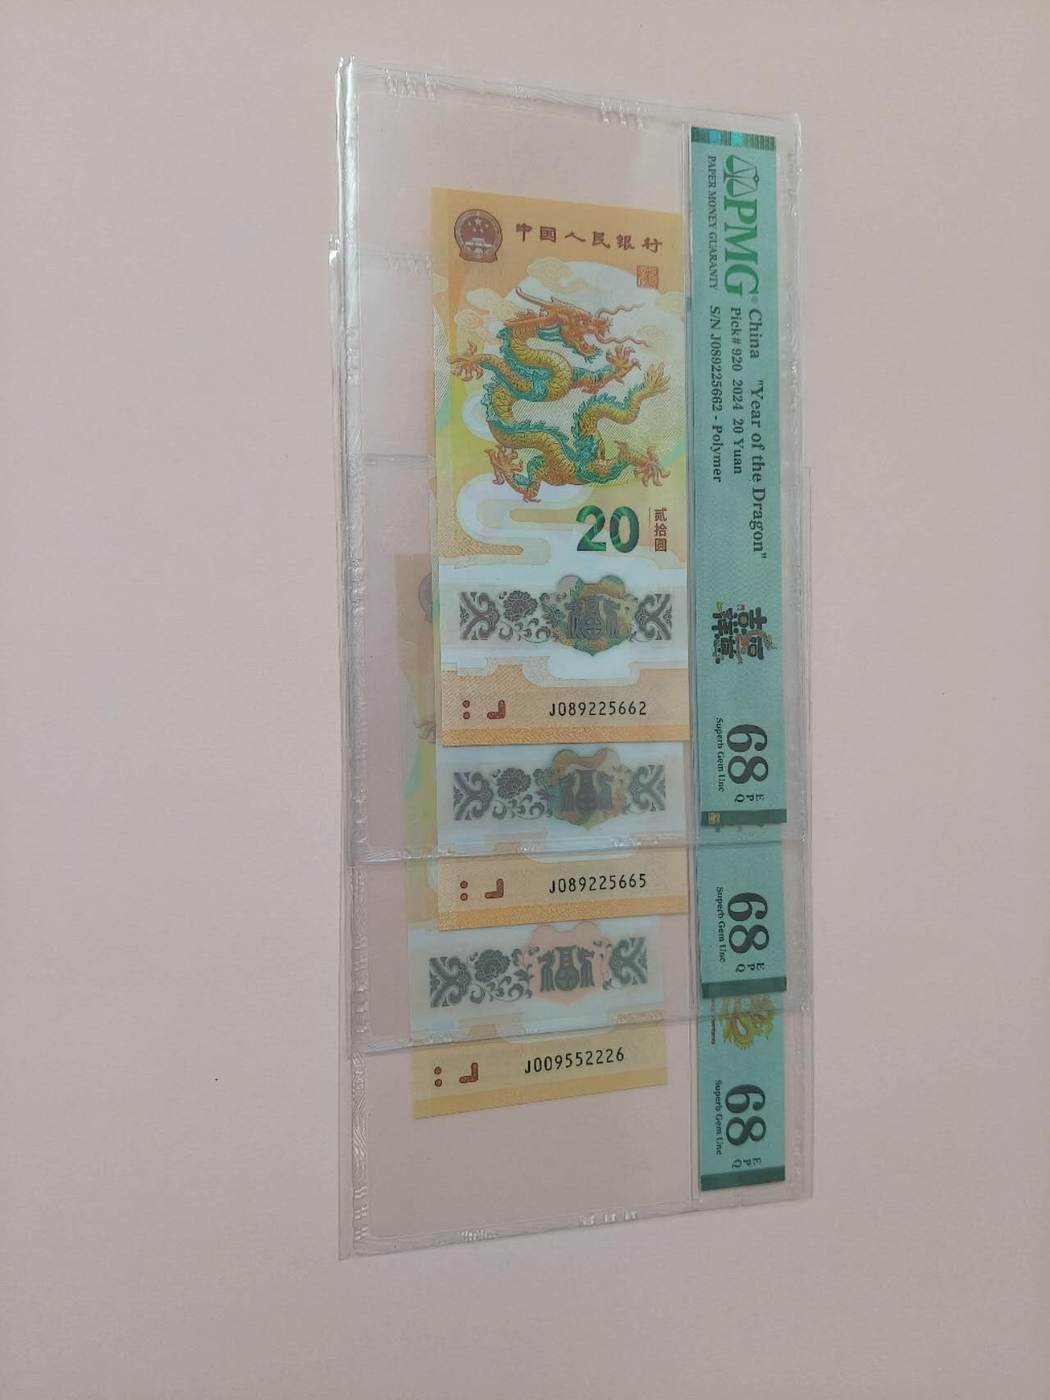 中国人民银行
20
贰拾圆
J089225662
J089225665
J009552226
PMG®
PAPER MONEY GUARANTY
China "Year of the Dragon"
Pick# 920 2024 20 Yuan
S/N J089225662 - Polymer
68 EPQ
Superb Gem Unc
68 EPQ
Superb Gem Unc
68 EPQ
Superb Gem Unc